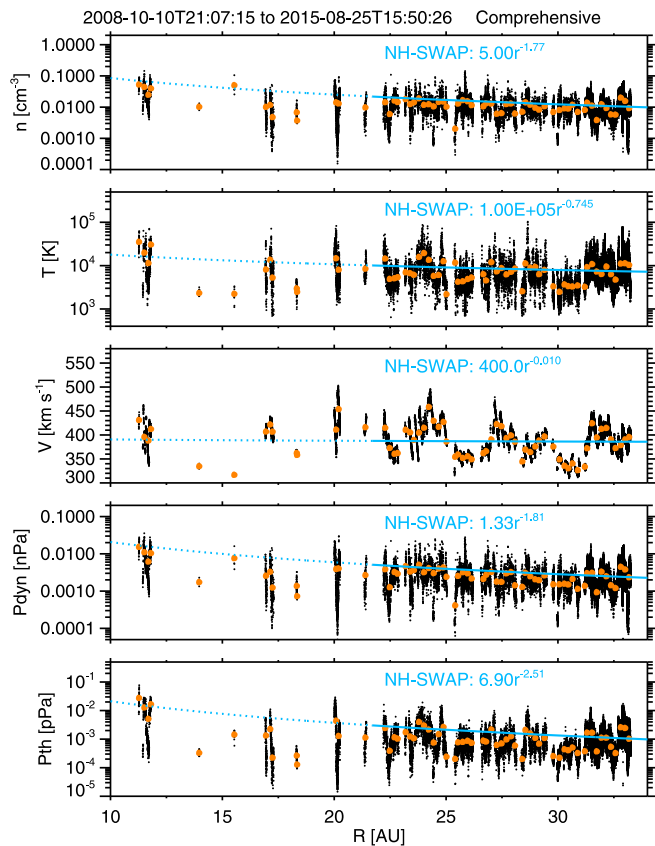 2008-10-10T21:07:15 to 2015-08-25T15:50:26 Comprehensive
n [cm⁻³]
1.0000
0.1000
0.0100
0.0010
0.0001
NH-SWAP: 5.00r⁻¹·⁷⁷
T [K]
10⁵
10⁴
10³
NH-SWAP: 1.00E+05r⁻⁰·⁷⁴⁵
V [km s⁻¹]
550
500
450
400
350
300
NH-SWAP: 400.0r⁻⁰·⁰¹⁰
Pdyn [nPa]
0.1000
0.0100
0.0010
0.0001
NH-SWAP: 1.33r⁻¹·⁸¹
Pth [pPa]
10⁻¹
10⁻²
10⁻³
10⁻⁴
10⁻⁵
NH-SWAP: 6.90r⁻²·⁵¹
10 15 20 25 30
R [AU]